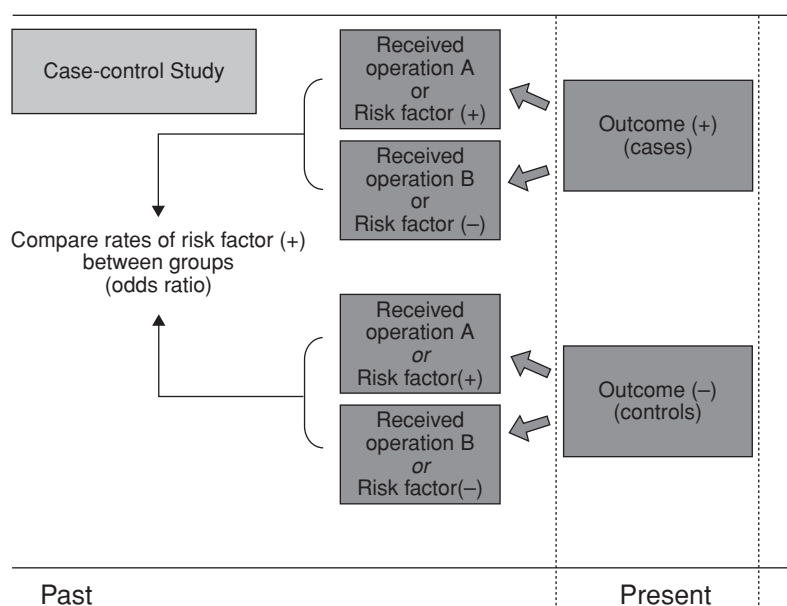 Case-control Study
Received
operation A
or
Risk factor (+)
Received
operation B
or
Risk factor (–)
Outcome (+)
(cases)
Compare rates of risk factor (+)
between groups
(odds ratio)
Received
operation A
or
Risk factor(+)
Received
operation B
or
Risk factor(–)
Outcome (–)
(controls)
Past
Present